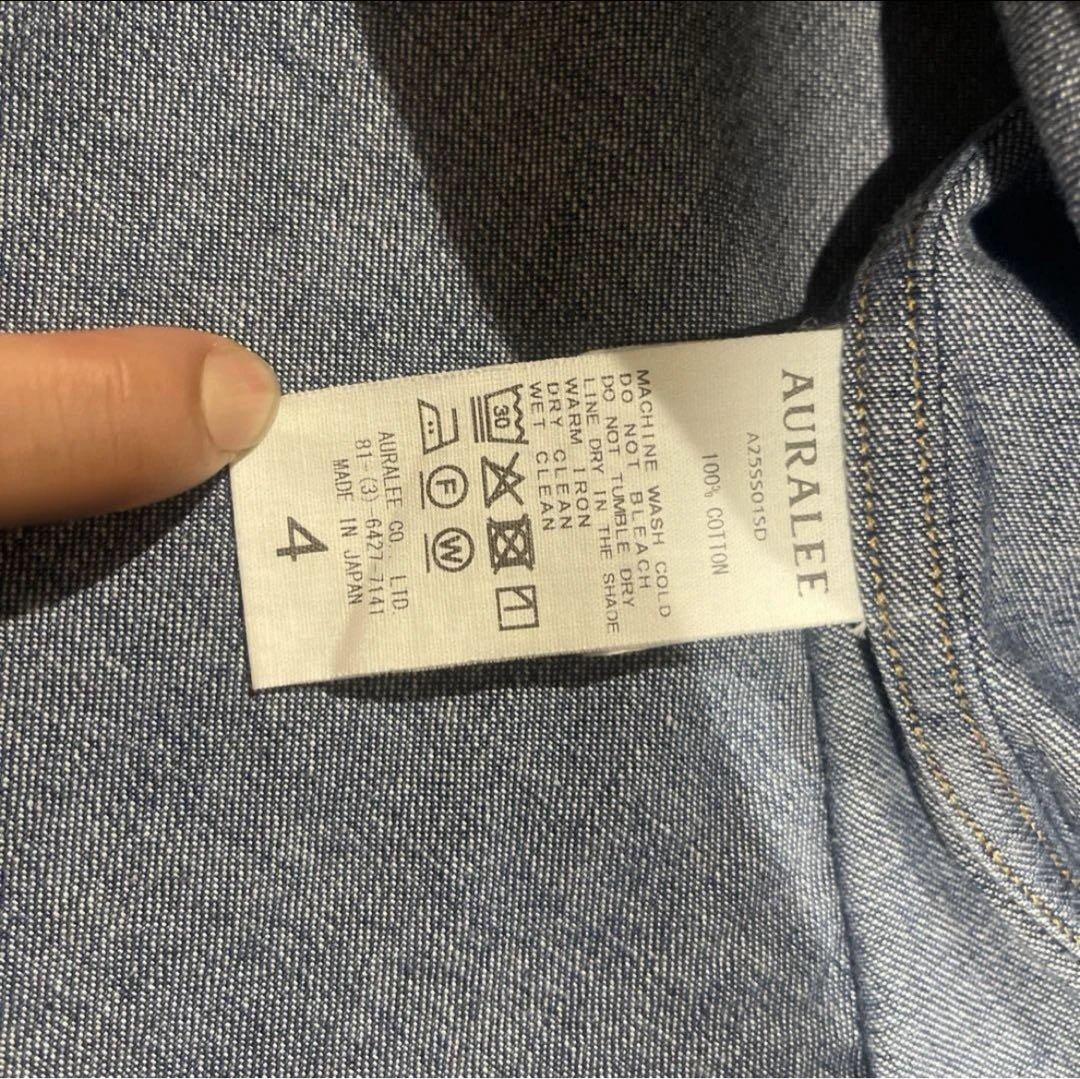 AURALEE
A25SS01SD
100% COTTON
MACHINE WASH COLD
DO NOT BLEACH
DO NOT TUMBLE DRY
LINE DRY IN THE SHADE
WARM IRON
DRY CLEAN
WET CLEAN
30
F W
AURALEE CO., LTD.
81-(3)-6427-7141
MADE IN JAPAN
4